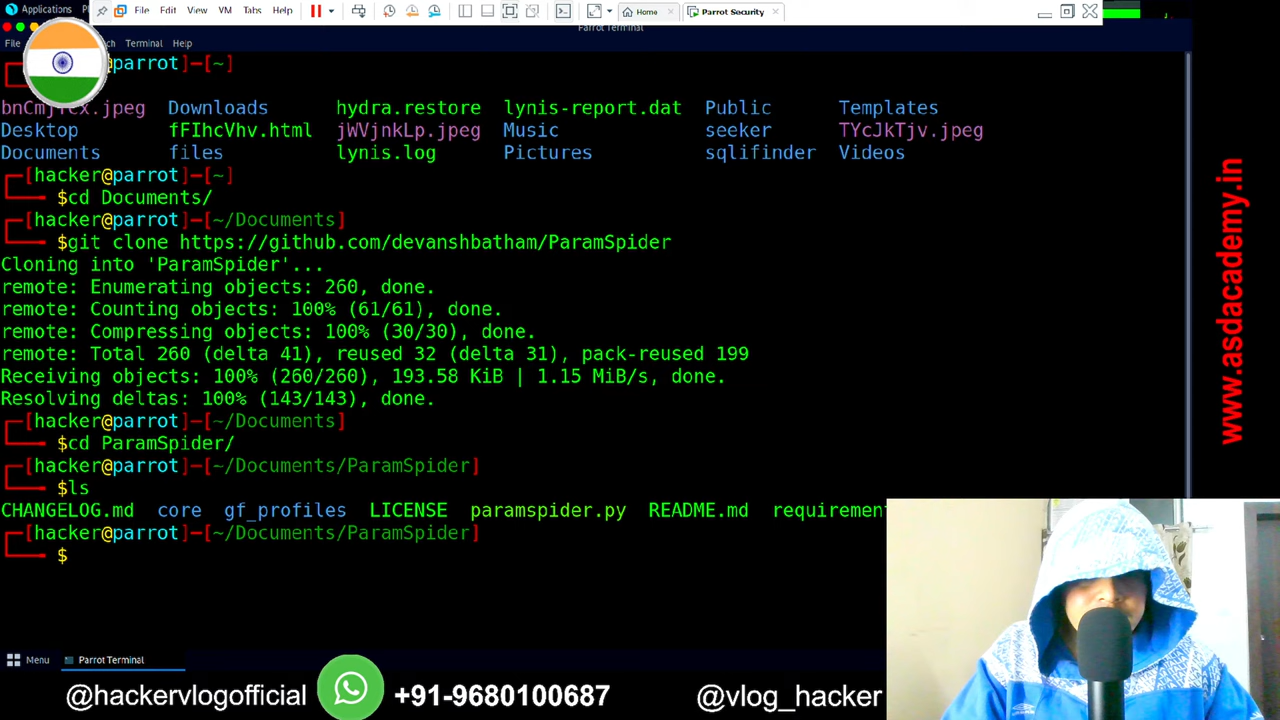 Applications
File Edit View VM Tabs Help
Home
Parrot Security
Parrot Terminal
File
Terminal Help
@parrot]─[~]
Downloads hydra.restore lynis-report.dat Public Templates
Desktop fFIhcVhv.html jWVjnkLp.jpeg Music seeker TYcJkTjv.jpeg
Documents files lynis.log Pictures sqlifinder Videos
┌─[hacker@parrot]─[~]
└──╼ $cd Documents/
┌─[hacker@parrot]─[~/Documents]
└──╼ $git clone https://github.com/devanshbatham/ParamSpider
Cloning into 'ParamSpider'...
remote: Enumerating objects: 260, done.
remote: Counting objects: 100% (61/61), done.
remote: Compressing objects: 100% (30/30), done.
remote: Total 260 (delta 41), reused 32 (delta 31), pack-reused 199
Receiving objects: 100% (260/260), 193.58 KiB | 1.15 MiB/s, done.
Resolving deltas: 100% (143/143), done.
┌─[hacker@parrot]─[~/Documents]
└──╼ $cd ParamSpider/
┌─[hacker@parrot]─[~/Documents/ParamSpider]
└──╼ $ls
CHANGELOG.md core gf_profiles LICENSE paramspider.py README.md requirement
┌─[hacker@parrot]─[~/Documents/ParamSpider]
└──╼ $
www.asdacademy.in
Menu Parrot Terminal
@hackervlogofficial +91-9680100687 @vlog_hacker